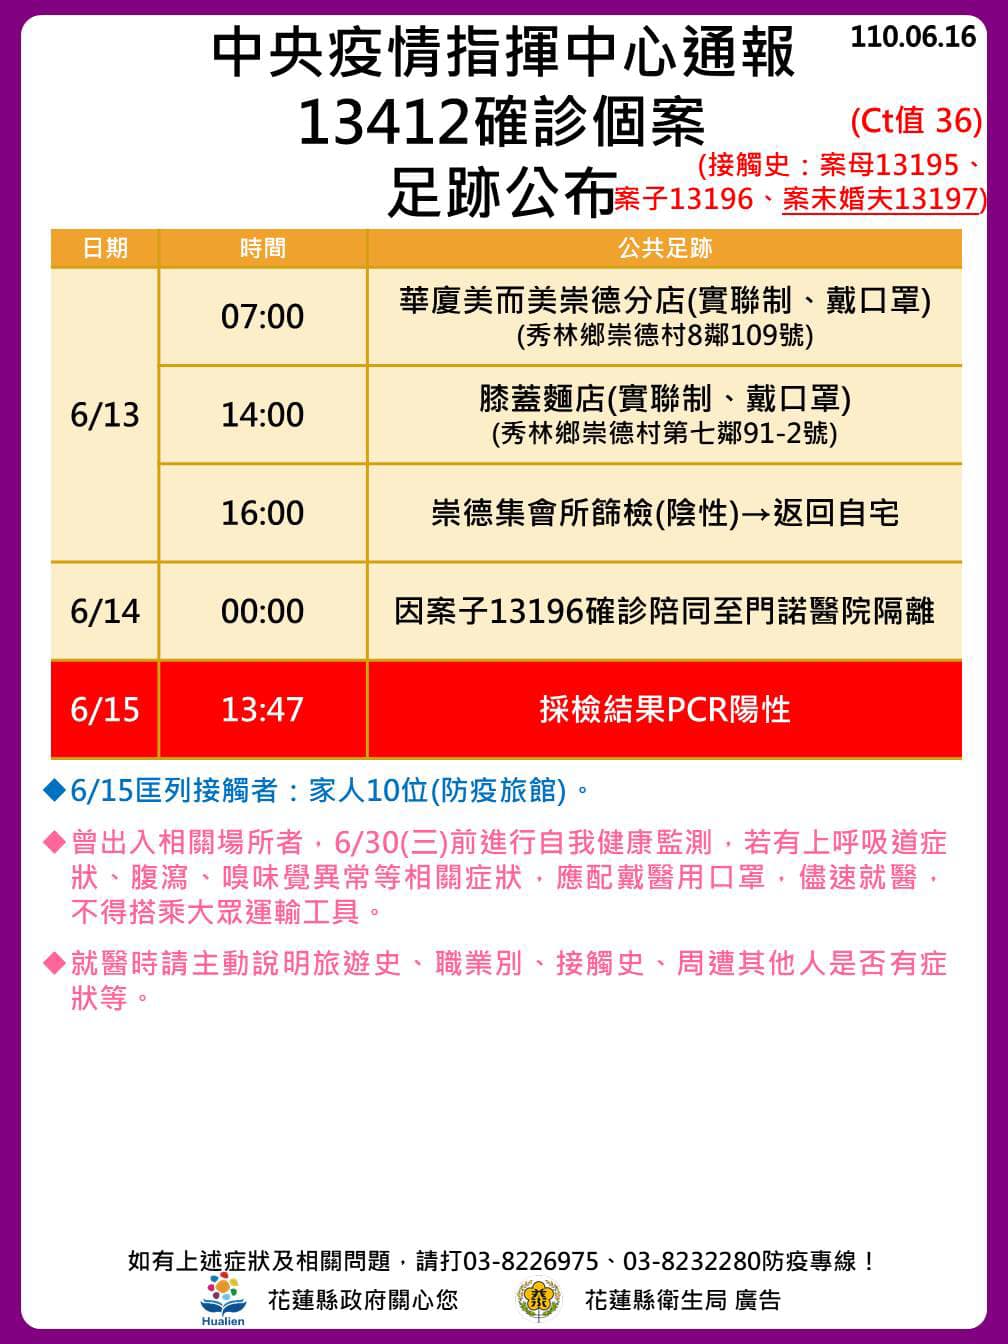 中央疫情指揮中心通報
110.06.16
13412確診個案
(Ct值 36)
足跡公布
(接觸史：案母13195、
案子13196、案未婚夫13197)
日期 時間 公共足跡
6/13
07:00
華廈美而美崇德分店(實聯制、戴口罩)
(秀林鄉崇德村8鄰109號)
14:00
膝蓋麵店(實聯制、戴口罩)
(秀林鄉崇德村第七鄰91-2號)
16:00
崇德集會所篩檢(陰性)→返回自宅
6/14 00:00 因案子13196確診陪同至門諾醫院隔離
6/15 13:47 採檢結果PCR陽性
◆6/15匡列接觸者：家人10位(防疫旅館)。
◆曾出入相關場所者，6/30(三)前進行自我健康監測，若有上呼吸道症
狀、腹瀉、嗅味覺異常等相關症狀，應配戴醫用口罩，儘速就醫，
不得搭乘大眾運輸工具。
◆就醫時請主動說明旅遊史、職業別、接觸史、周遭其他人是否有症
狀等。
如有上述症狀及相關問題，請打03-8226975、03-8232280防疫專線！
Hualien
花蓮縣政府關心您
花蓮縣衛生局 廣告